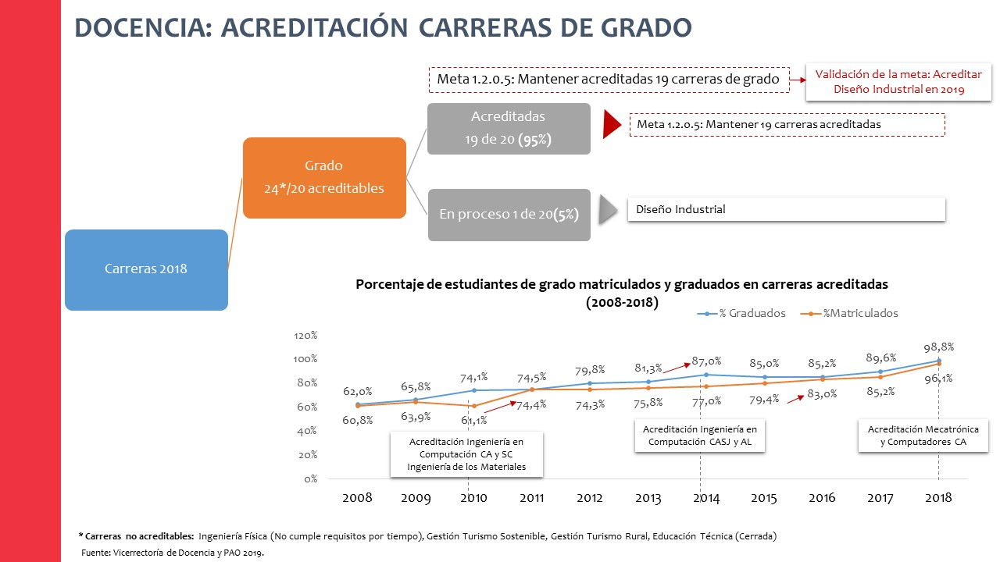 DOCENCIA: ACREDITACIÓN CARRERAS DE GRADO
Meta 1.2.0.5: Mantener acreditadas 19 carreras de grado
Validación de la meta: Acreditar
Diseño Industrial en 2019
Acreditadas
19 de 20 (95%)
Meta 1.2.0.5: Mantener 19 carreras acreditadas
Grado
24*/20 acreditables
En proceso 1 de 20(5%)
Diseño Industrial
Carreras 2018
Porcentaje de estudiantes de grado matriculados y graduados en carreras acreditadas
(2008-2018)
% Graduados
%Matriculados
120%
100%
80%
60%
40%
20%
0%
62,0%
65,8%
74,1%
74,5%
79,8%
81,3%
87,0%
85,0%
85,2%
89,6%
98,8%
60,8%
63,9%
61,1%
74,4%
74,3%
75,8%
77,0%
79,4%
83,0%
85,2%
96,1%
Acreditación Ingeniería en
Computación CA y SC
Ingeniería de los Materiales
Acreditación Ingeniería en
Computación CASJ y AL
Acreditación Mecatrónica
y Computadores CA
2008
2009
2010
2011
2012
2013
2014
2015
2016
2017
2018
* Carreras no acreditables: Ingeniería Física (No cumple requisitos por tiempo), Gestión Turismo Sostenible, Gestión Turismo Rural, Educación Técnica (Cerrada)
Fuente: Vicerrectoría de Docencia y PAO 2019.